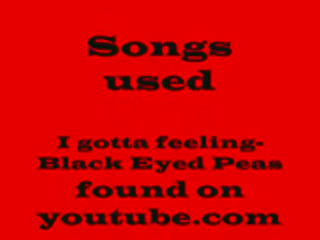 Songs
used
I gotta feeling-
Black Eyed Peas
found on
youtube.com